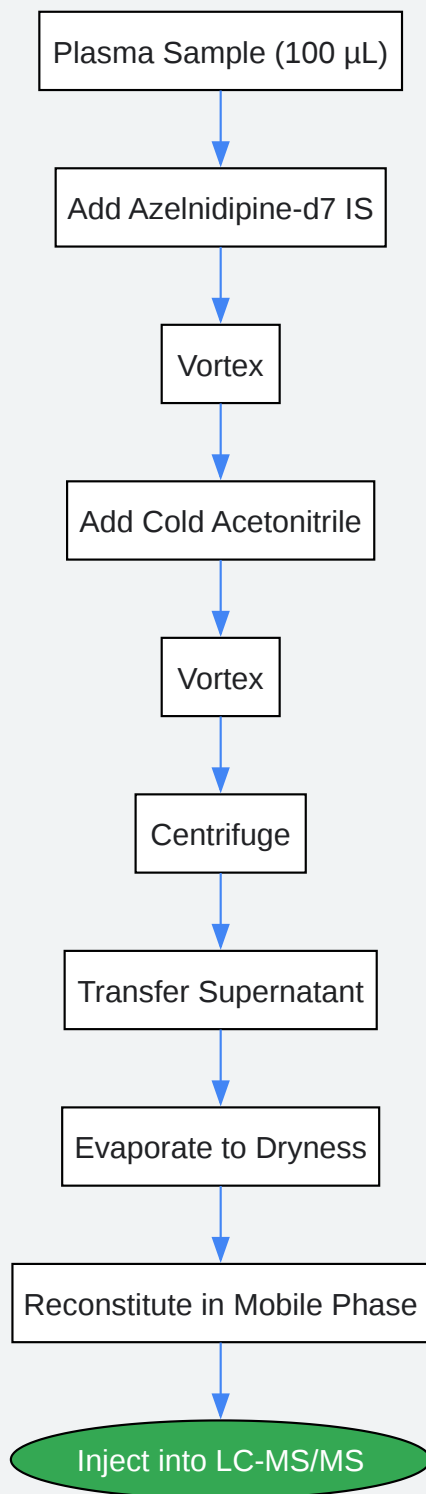 Plasma Sample (100 µL)
Add Azelnidipine-d7 IS
Vortex
Add Cold Acetonitrile
Vortex
Centrifuge
Transfer Supernatant
Evaporate to Dryness
Reconstitute in Mobile Phase
Inject into LC-MS/MS